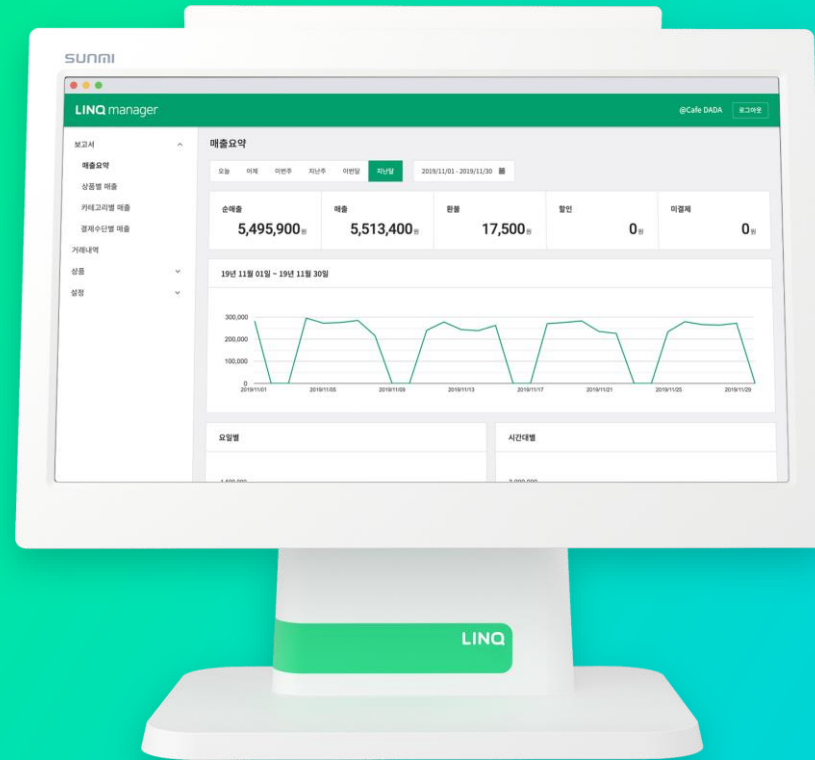 SUNMI
LINQ manager
@Cafe DADA 로그아웃
보고서
매출요약
상품별 매출
카테고리별 매출
결제수단별 매출
거래내역
상품
설정
매출요약
오늘 어제 이번주 지난주 이번달 지난달 2019/11/01 - 2019/11/30
순매출 매출 환불 할인 미결제
5,495,900원 5,513,400원 17,500원 0원 0원
19년 11월 01일 ~ 19년 11월 30일
300,000
200,000
100,000
0
2019/11/01 2019/11/05 2019/11/09 2019/11/13 2019/11/17 2019/11/21 2019/11/25 2019/11/29
요일별 시간대별
LINQ